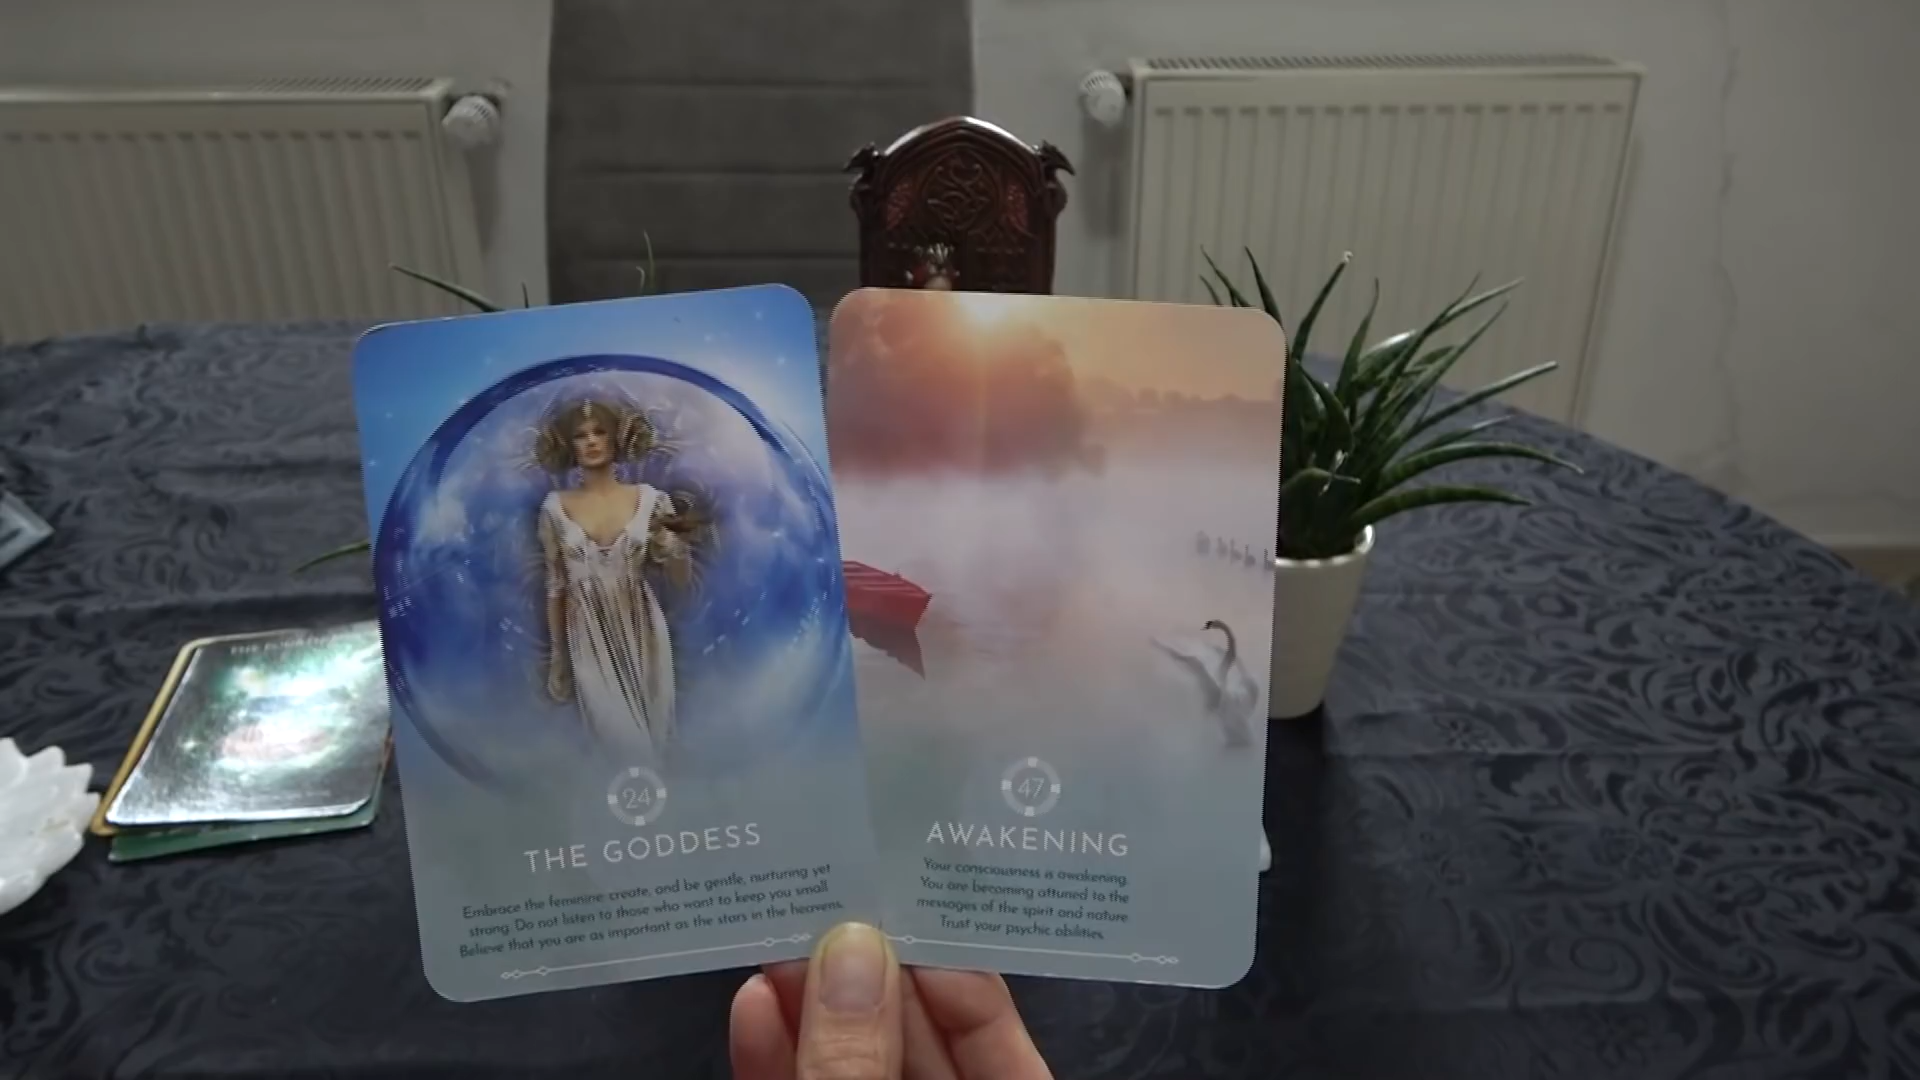 24
THE GODDESS
Embrace the feminine: create, and be gentle, nurturing yet
strong. Do not listen to those who want to keep you small
Believe that you are as important as the stars in the heavens.
47
AWAKENING
Your consciousness is awakening.
You are becoming attuned to the
messages of the spirit and nature
Trust your psychic abilities.